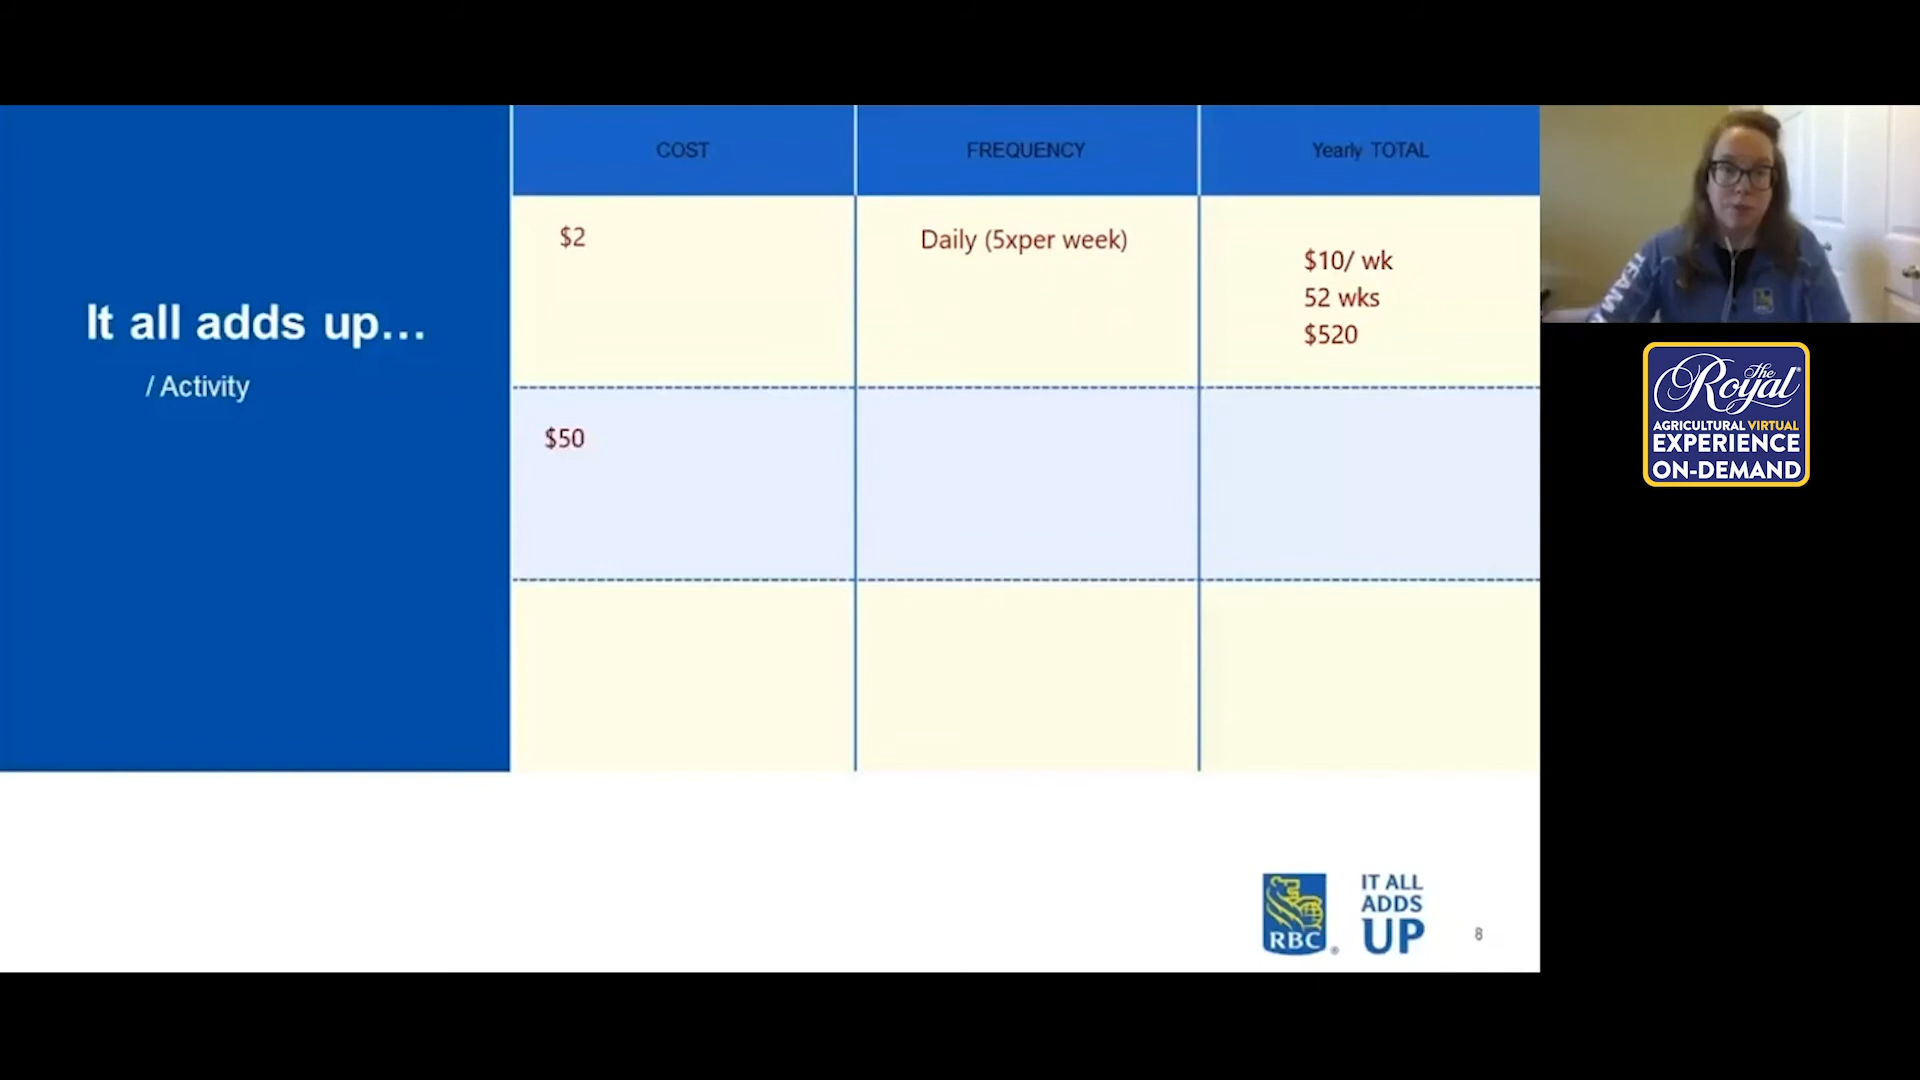 COST
FREQUENCY
Yearly TOTAL
It all adds up...
/ Activity
$2
Daily (5xper week)
$10/ wk
52 wks
$520
$50
TEAM
The
Royal
AGRICULTURAL VIRTUAL
EXPERIENCE
ON-DEMAND
RBC
®
IT ALL
ADDS
UP
8